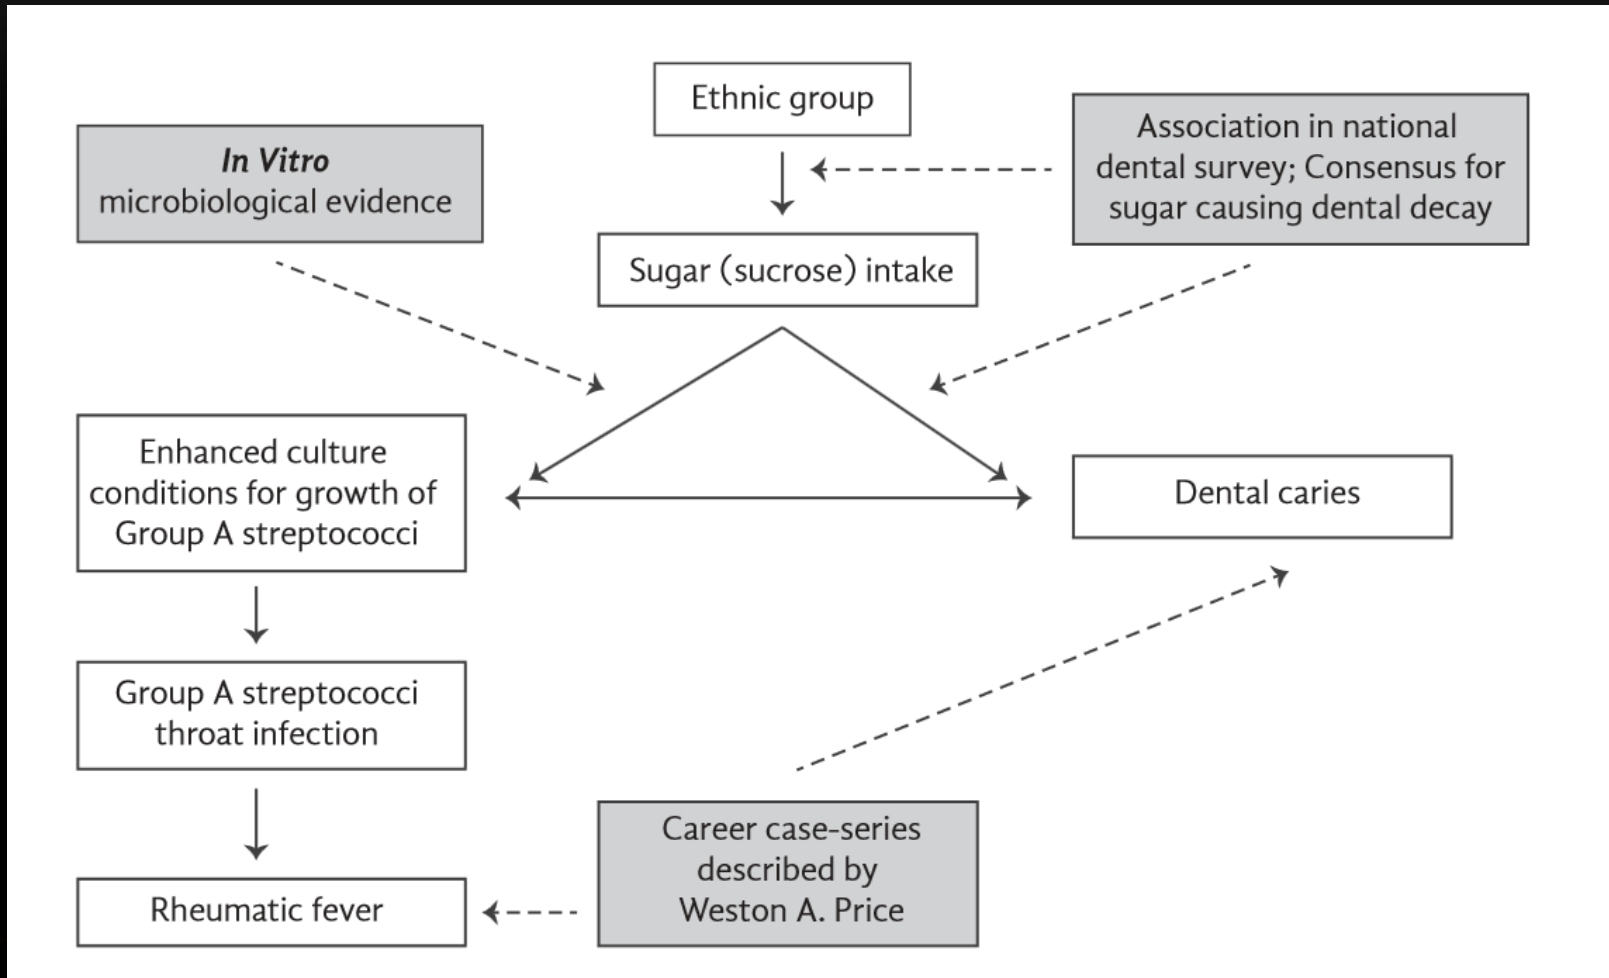 Ethnic group
In Vitro
microbiological evidence
Association in national
dental survey; Consensus for
sugar causing dental decay
Sugar (sucrose) intake
Enhanced culture
conditions for growth of
Group A streptococci
Dental caries
Group A streptococci
throat infection
Career case-series
described by
Weston A. Price
Rheumatic fever